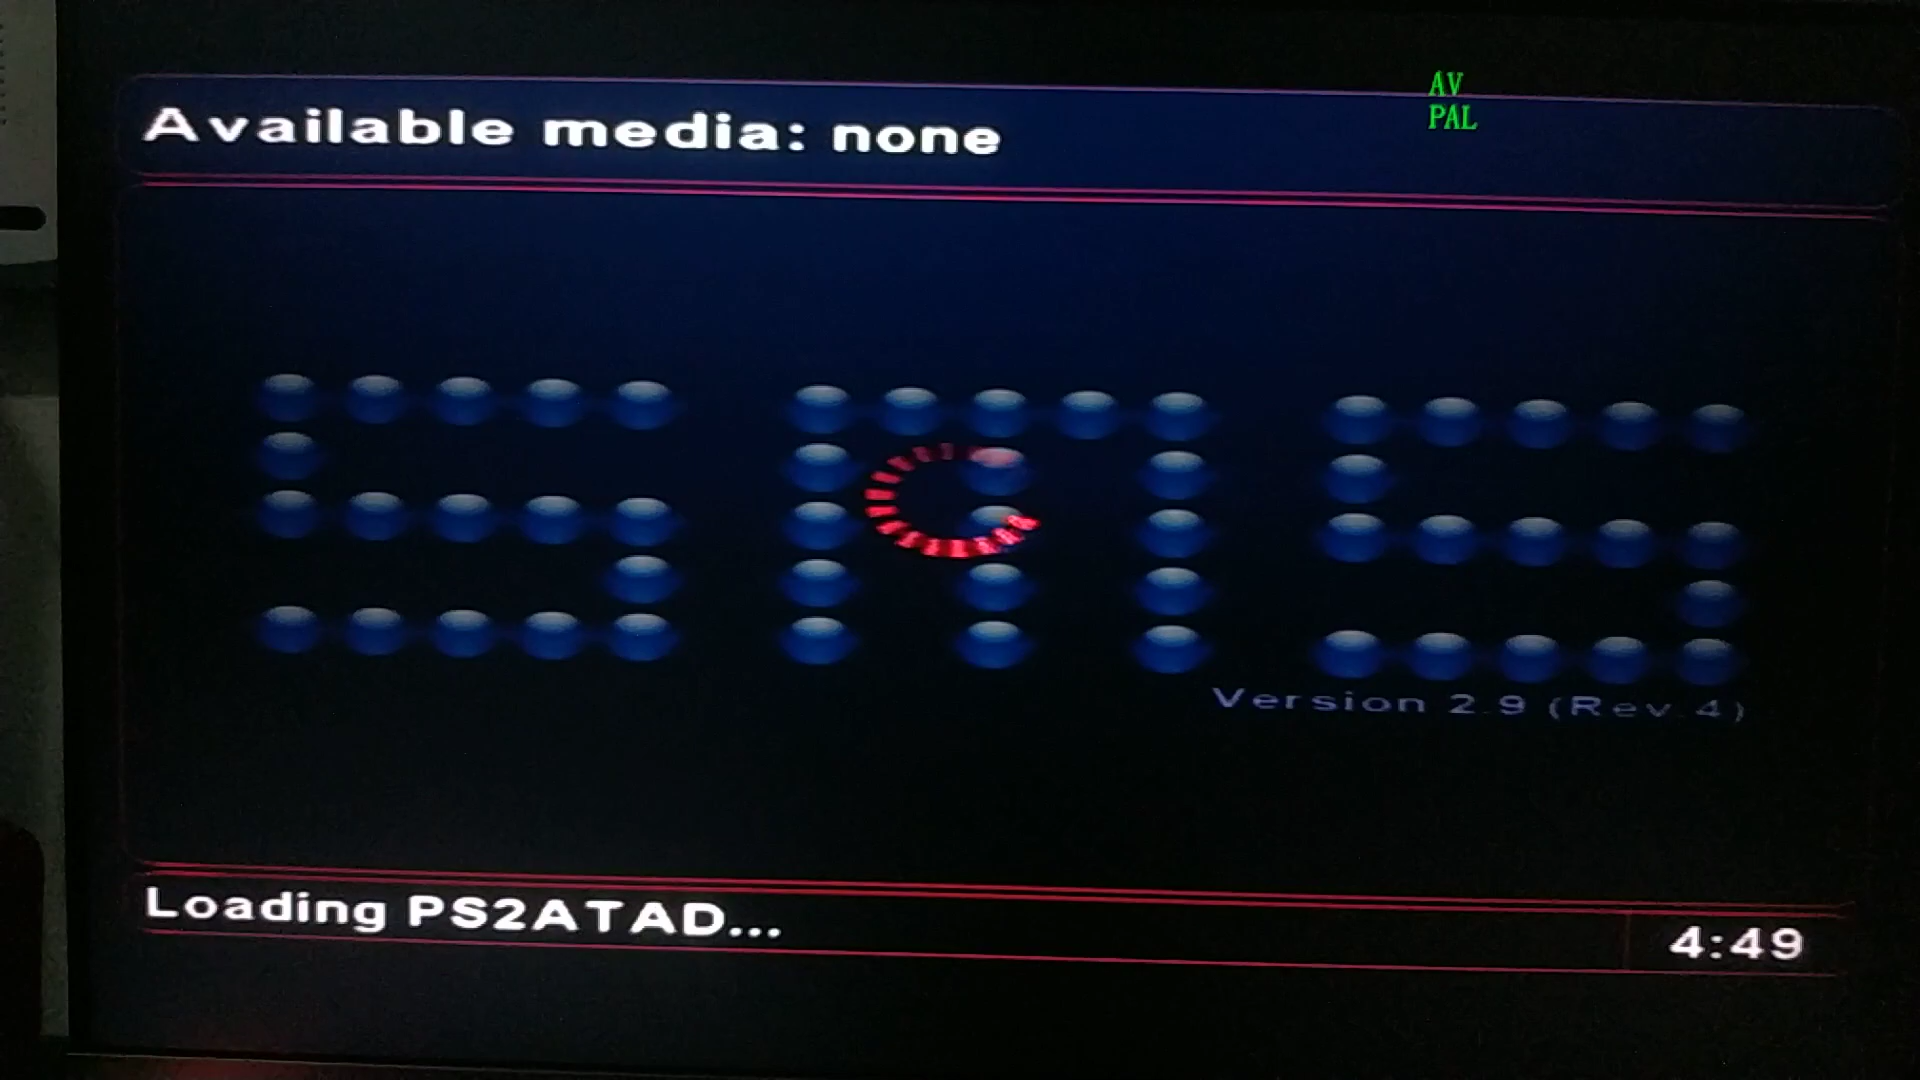 AV
PAL
Available media: none
SMS
Version 2.9 (Rev.4)
Loading PS2ATAD...
4:49